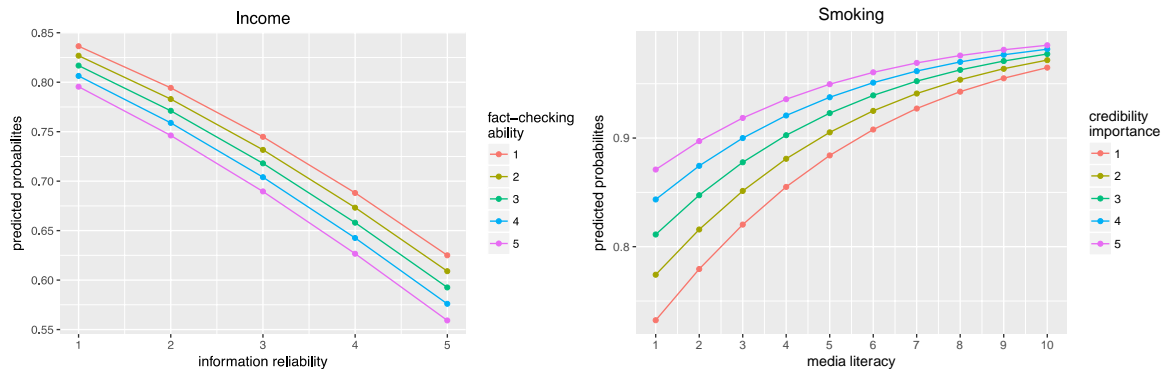 Income
0.85
0.80
0.75
0.70
0.65
0.60
0.55
predicted probabilites
1 2 3 4 5
information reliability
fact−checking
ability
1
2
3
4
5
Smoking
0.9
0.8
predicted probabilites
1 2 3 4 5 6 7 8 9 10
media literacy
credibility
importance
1
2
3
4
5